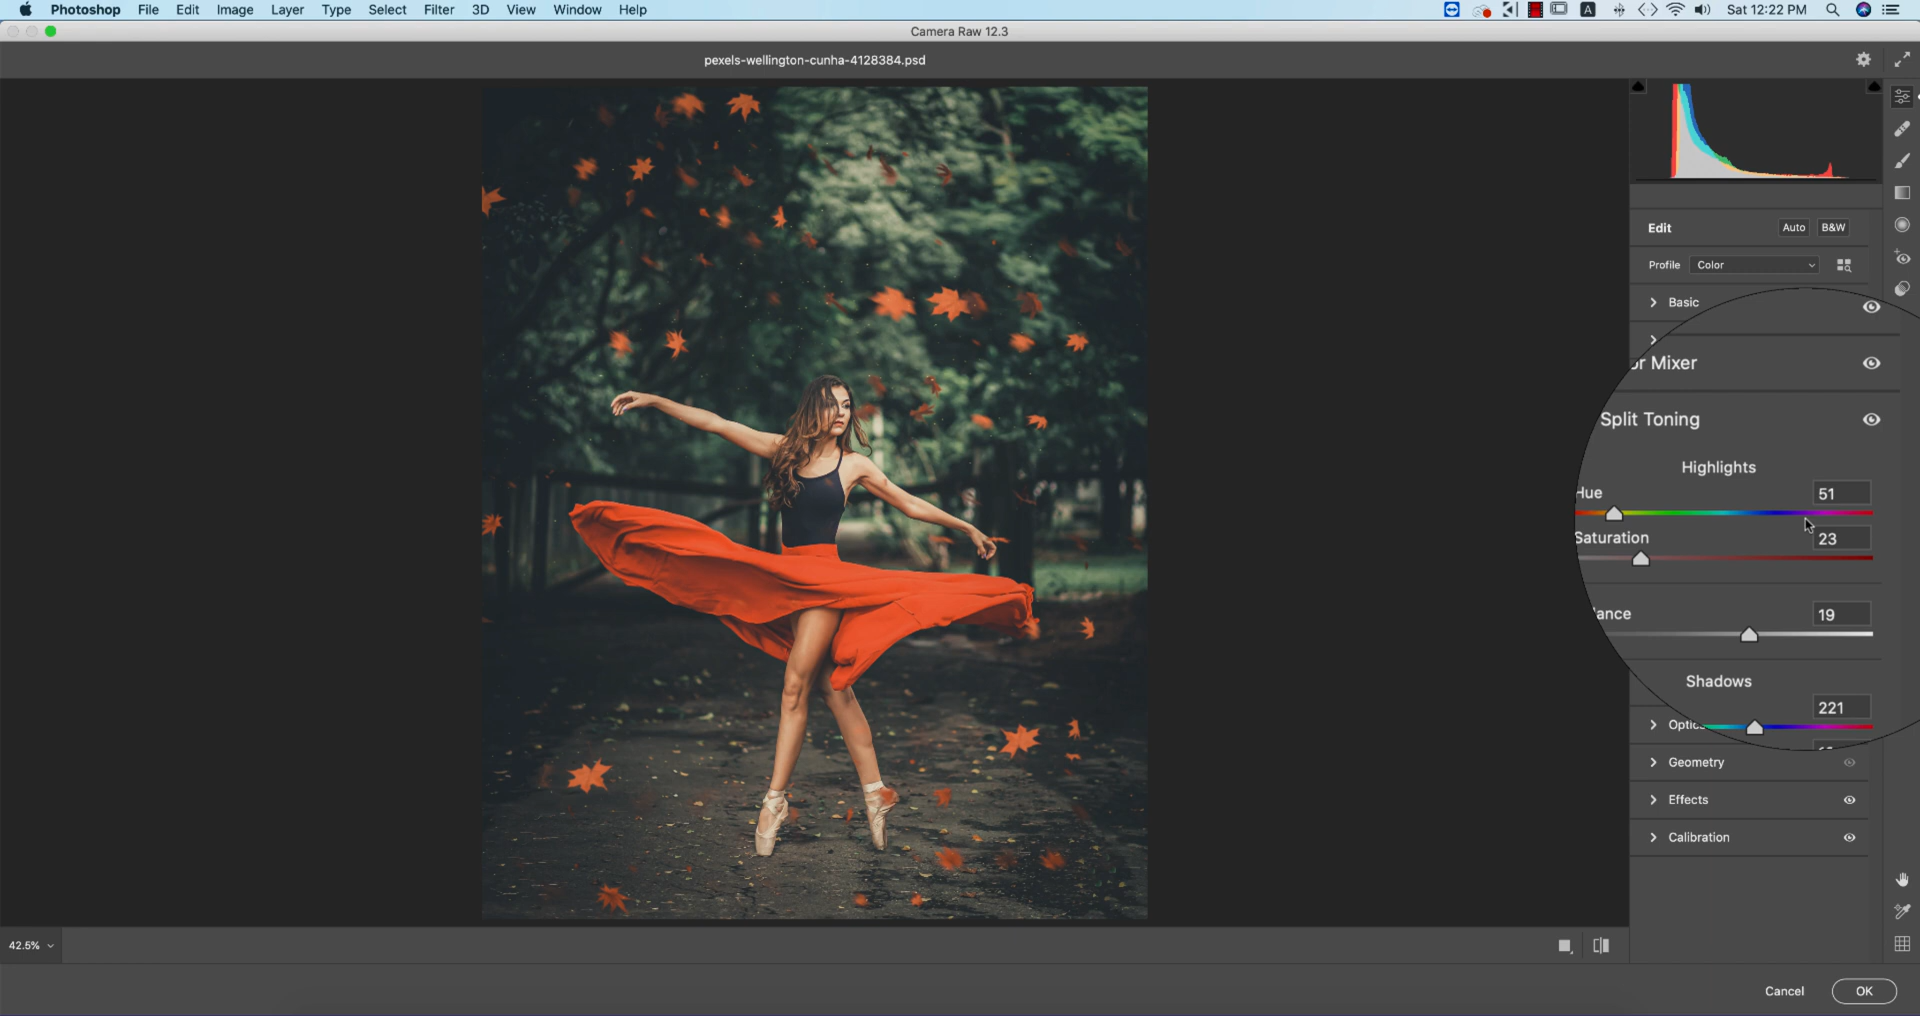 Photoshop File Edit Image Layer Type Select Filter 3D View Window Help A Sat 12:22 PM
Camera Raw 12.3
pexels-wellington-cunha-4128384.psd
Edit Auto B&W
Profile Color
Basic
or Mixer
Split Toning
Highlights
Hue 51
Saturation 23
ance 19
Shadows
221
Optic
Geometry
Effects
Calibration
42.5%
Cancel OK